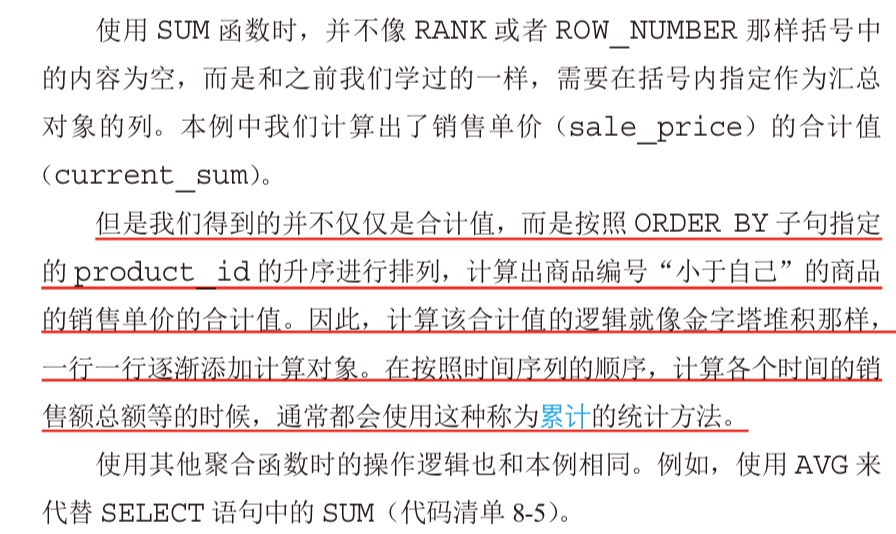 使用 SUM 函数时，并不像 RANK 或者 ROW_NUMBER 那样括号中
的内容为空，而是和之前我们学过的一样，需要在括号内指定作为汇总
对象的列。本例中我们计算出了销售单价（sale_price）的合计值
（current_sum）。
但是我们得到的并不仅仅是合计值，而是按照 ORDER BY 子句指定
的 product_id 的升序进行排列，计算出商品编号“小于自己”的商品
的销售单价的合计值。因此，计算该合计值的逻辑就像金字塔堆积那样，
一行一行逐渐添加计算对象。在按照时间序列的顺序，计算各个时间的销
售额总额等的时候，通常都会使用这种称为累计的统计方法。
使用其他聚合函数时的操作逻辑也和本例相同。例如，使用 AVG 来
代替 SELECT 语句中的 SUM（代码清单 8-5）。